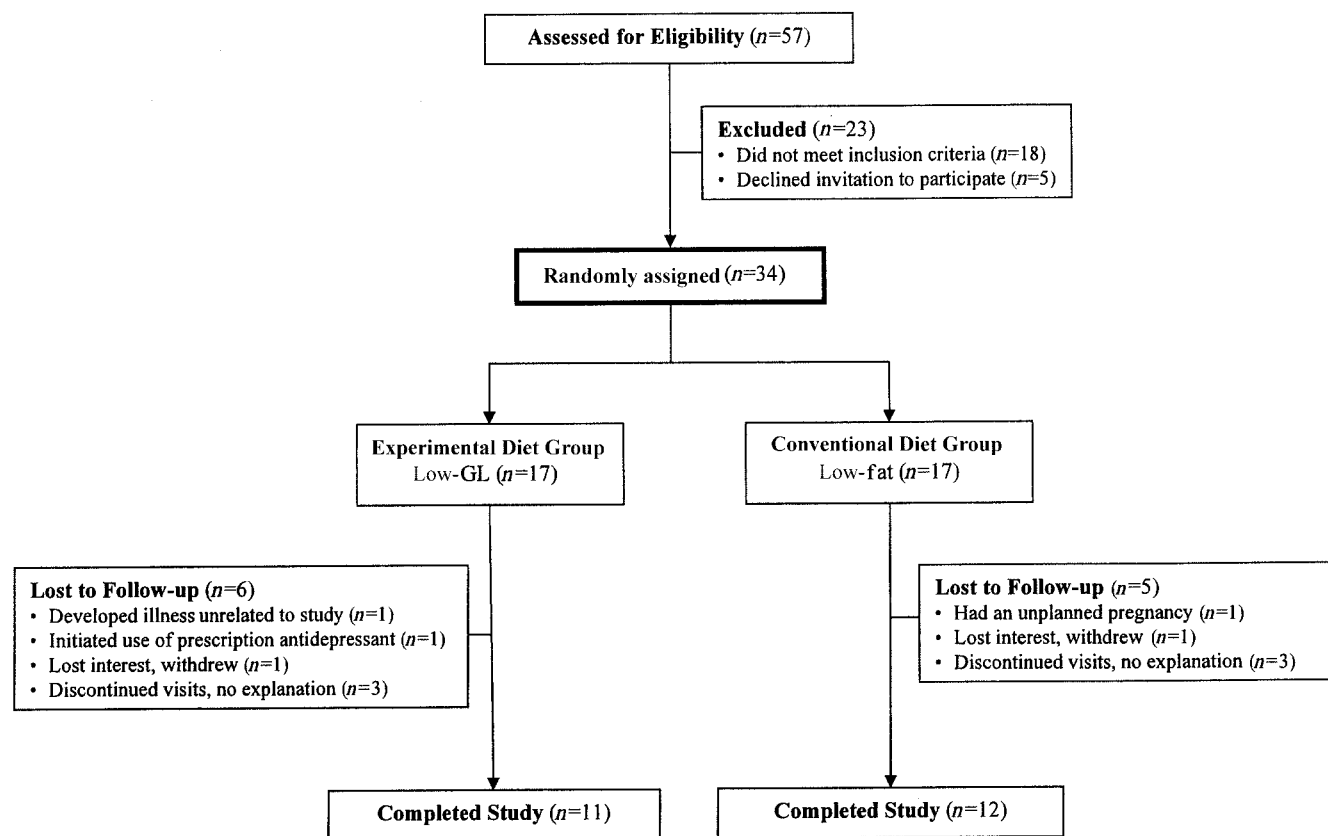 Assessed for Eligibility (n=57)
Excluded (n=23)
• Did not meet inclusion criteria (n=18)
• Declined invitation to participate (n=5)
Randomly assigned (n=34)
Experimental Diet Group
Low-GL (n=17)
Conventional Diet Group
Low-fat (n=17)
Lost to Follow-up (n=6)
• Developed illness unrelated to study (n=1)
• Initiated use of prescription antidepressant (n=1)
• Lost interest, withdrew (n=1)
• Discontinued visits, no explanation (n=3)
Lost to Follow-up (n=5)
• Had an unplanned pregnancy (n=1)
• Lost interest, withdrew (n=1)
• Discontinued visits, no explanation (n=3)
Completed Study (n=11)
Completed Study (n=12)